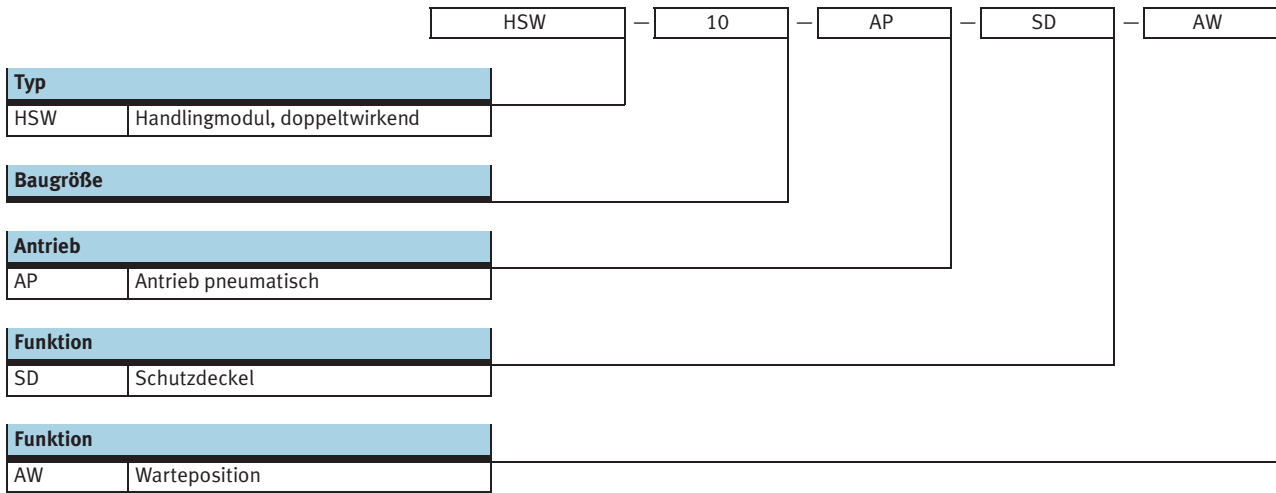 HSW — 10 — AP — SD — AW
Typ
HSW Handlingmodul, doppeltwirkend
Baugröße
Antrieb
AP Antrieb pneumatisch
Funktion
SD Schutzdeckel
Funktion
AW Warteposition